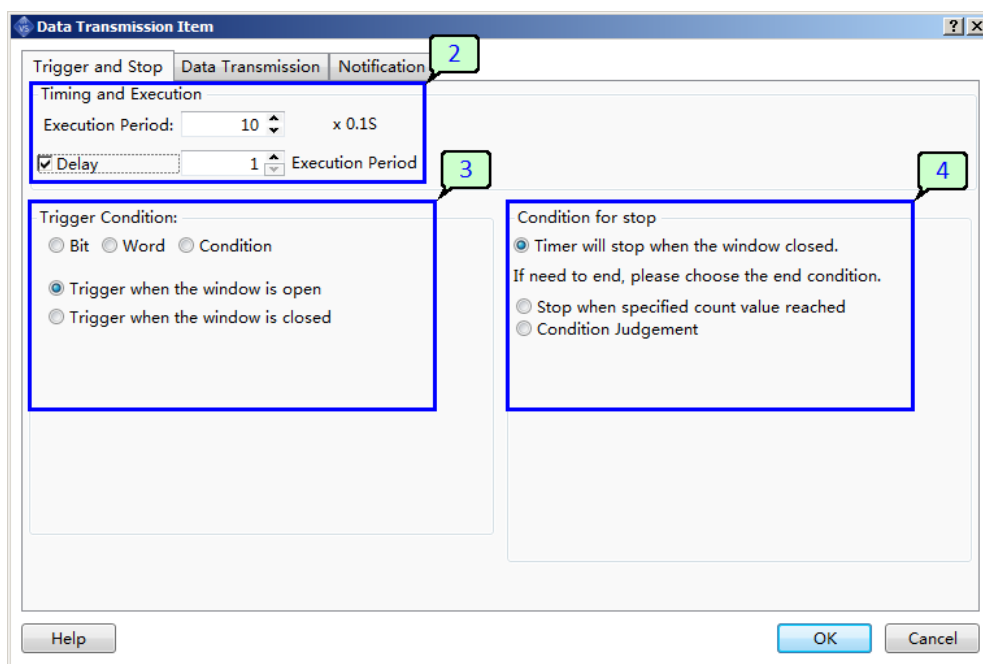 VS Data Transmission Item
Trigger and Stop Data Transmission Notification 2
Timing and Execution
Execution Period: 10 x 0.1S
Delay 1 Execution Period
3
4
Trigger Condition:
Bit Word Condition
Trigger when the window is open
Trigger when the window is closed
Condition for stop
Timer will stop when the window closed.
If need to end, please choose the end condition.
Stop when specified count value reached
Condition Judgement
Help OK Cancel